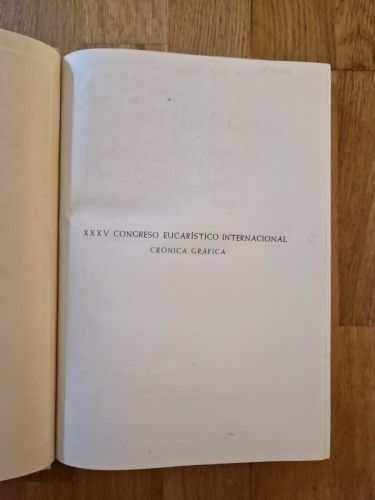 XXXV CONGRESO EUCARÍSTICO INTERNACIONAL
CRÓNICA GRÁFICA